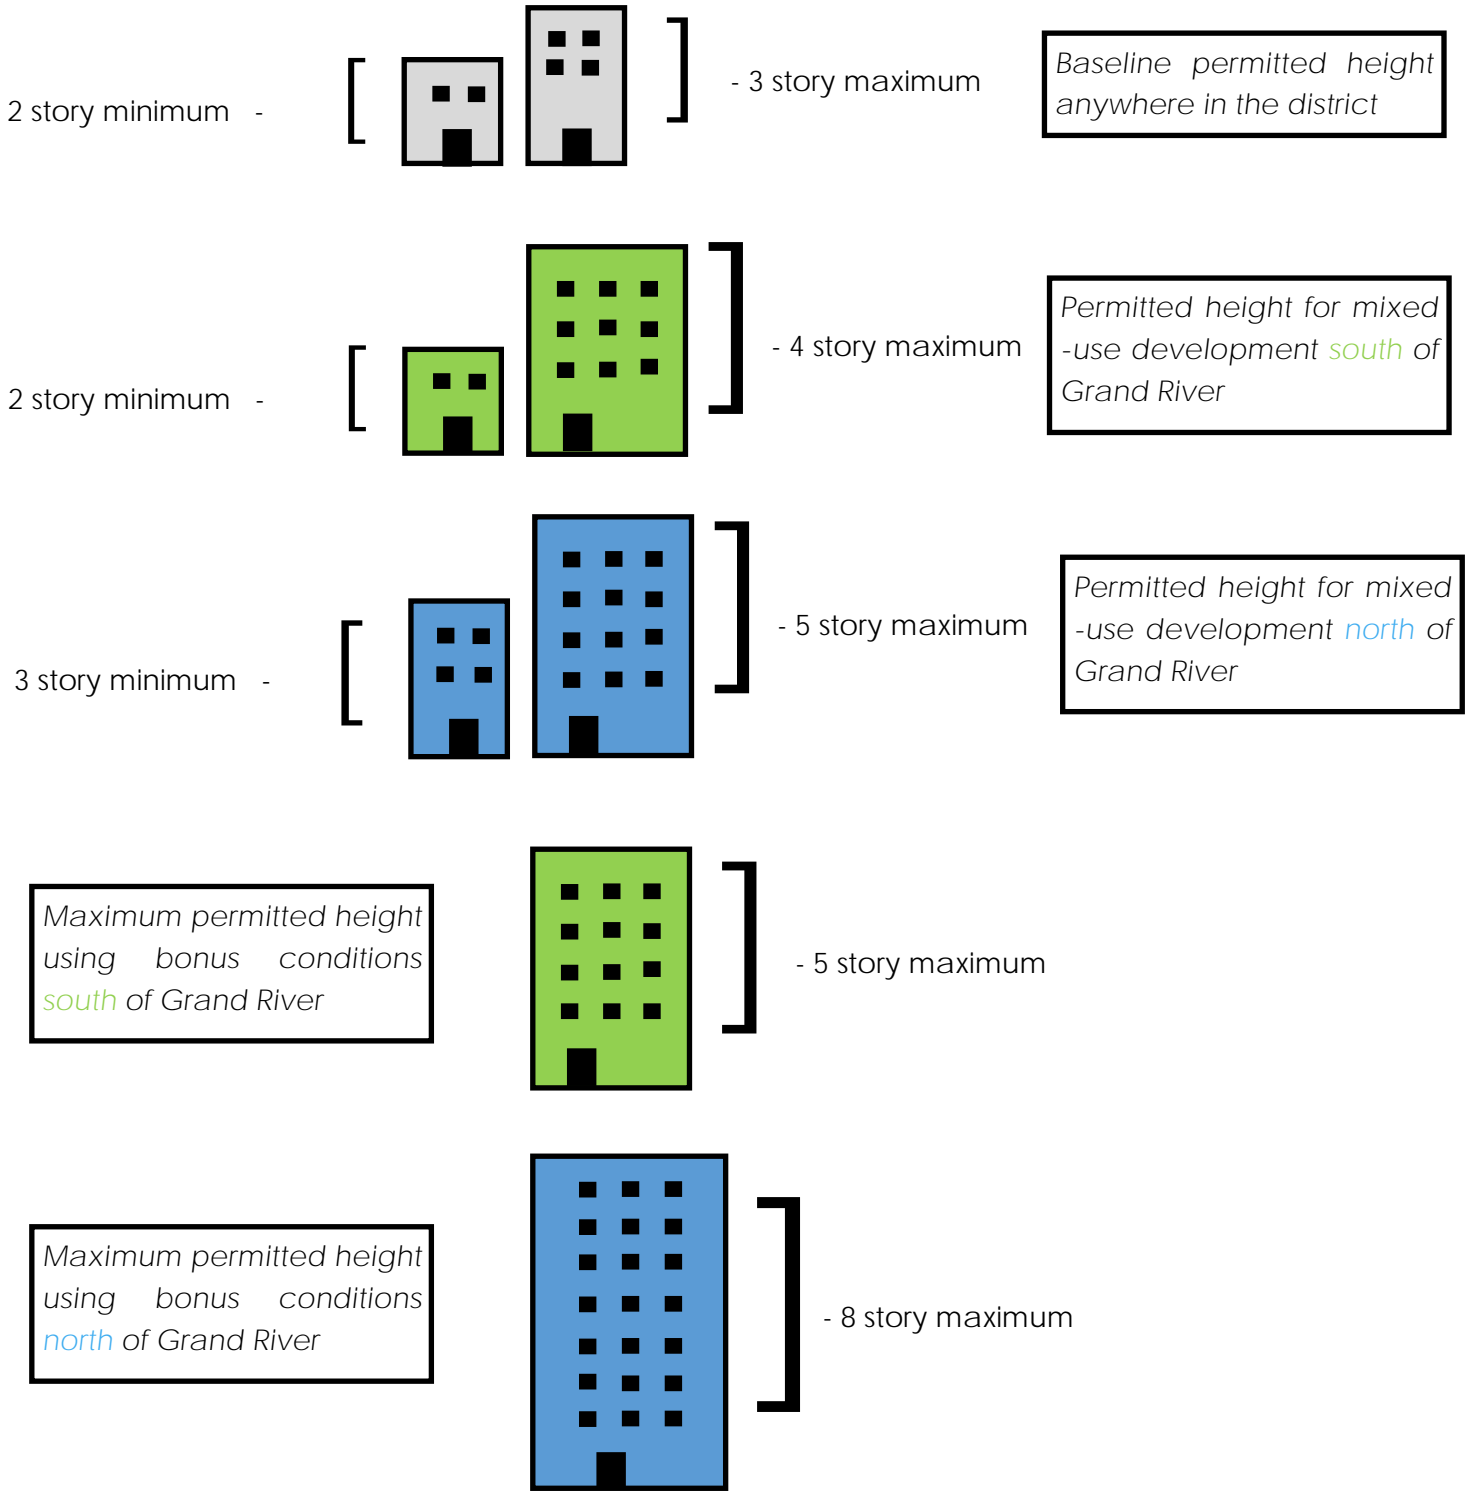 2 story minimum -
- 3 story maximum
Baseline permitted height
anywhere in the district
2 story minimum -
- 4 story maximum
Permitted height for mixed
-use development south of
Grand River
3 story minimum -
- 5 story maximum
Permitted height for mixed
-use development north of
Grand River
Maximum permitted height
using bonus conditions
south of Grand River
- 5 story maximum
Maximum permitted height
using bonus conditions
north of Grand River
- 8 story maximum